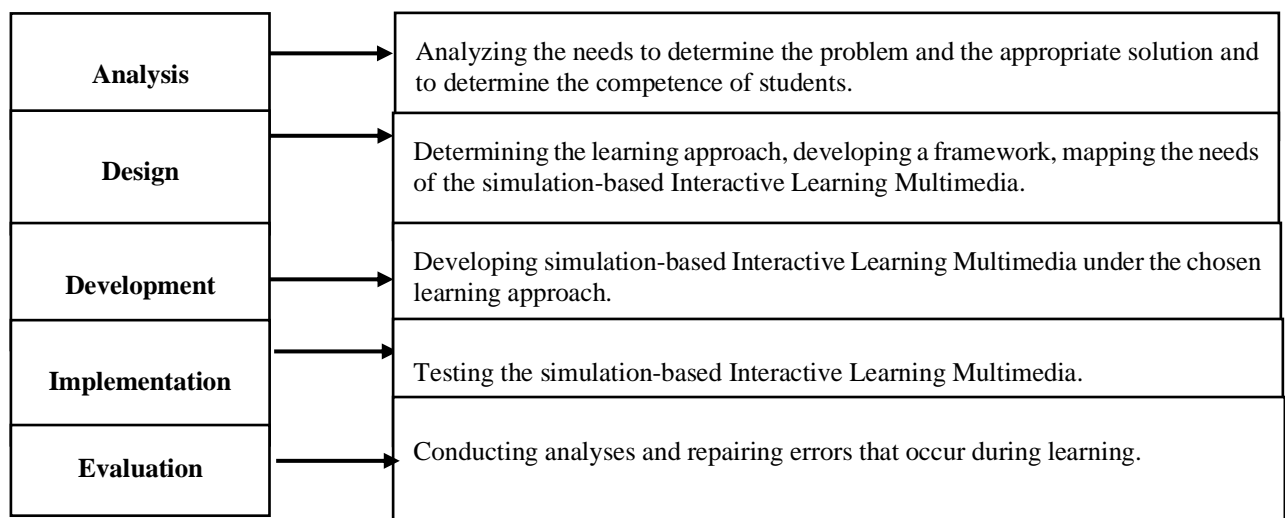 Analysis
Analyzing the needs to determine the problem and the appropriate solution and
to determine the competence of students.
Design
Determining the learning approach, developing a framework, mapping the needs
of the simulation-based Interactive Learning Multimedia.
Development
Developing simulation-based Interactive Learning Multimedia under the chosen
learning approach.
Implementation
Testing the simulation-based Interactive Learning Multimedia.
Evaluation
Conducting analyses and repairing errors that occur during learning.